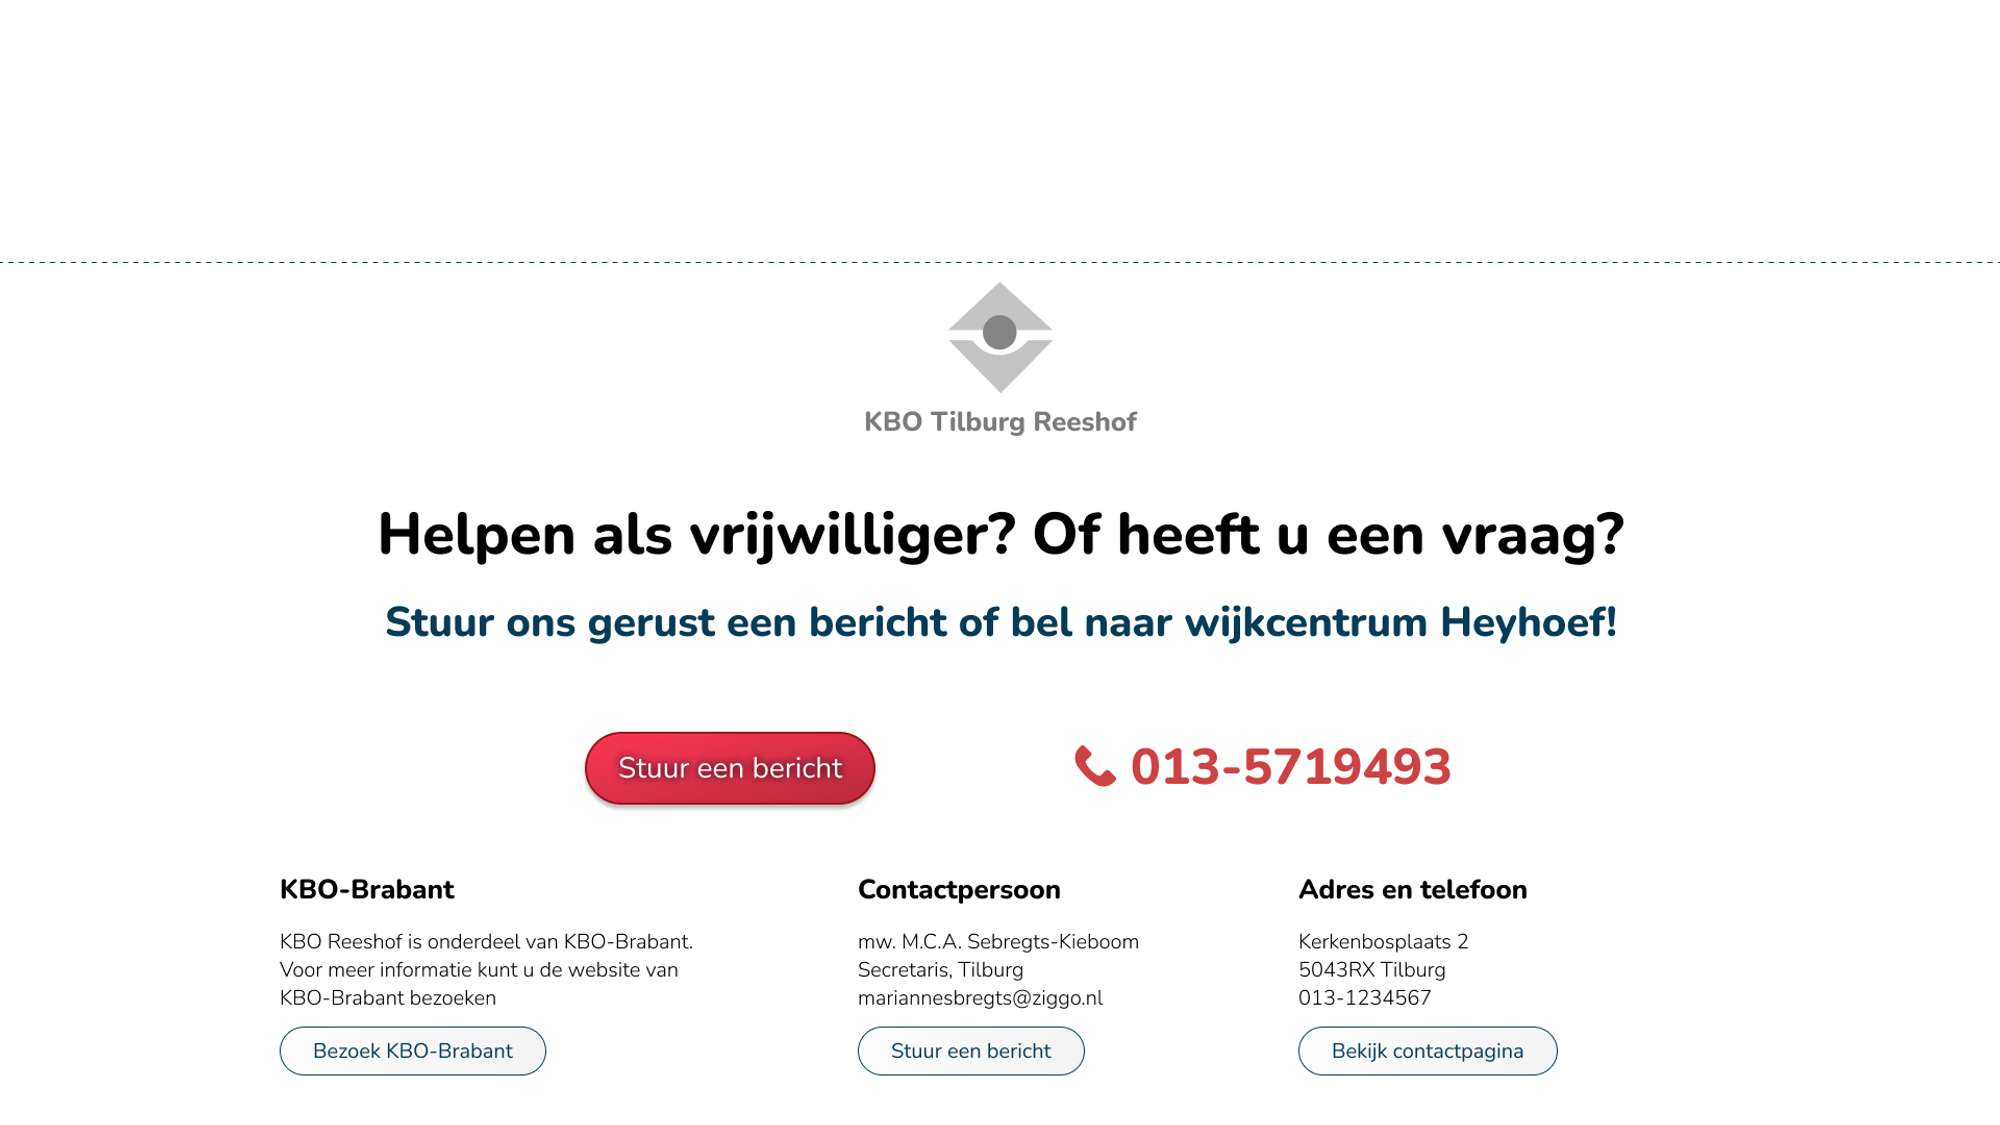 KBO Tilburg Reeshof
Helpen als vrijwilliger? Of heeft u een vraag?
Stuur ons gerust een bericht of bel naar wijkcentrum Heyhoef!
Stuur een bericht
013-5719493
KBO-Brabant
KBO Reeshof is onderdeel van KBO-Brabant.
Voor meer informatie kunt u de website van
KBO-Brabant bezoeken
Bezoek KBO-Brabant
Contactpersoon
mw. M.C.A. Sebregts-Kieboom
Secretaris, Tilburg
mariannesbregts@ziggo.nl
Stuur een bericht
Adres en telefoon
Kerkenbosplaats 2
5043RX Tilburg
013-1234567
Bekijk contactpagina